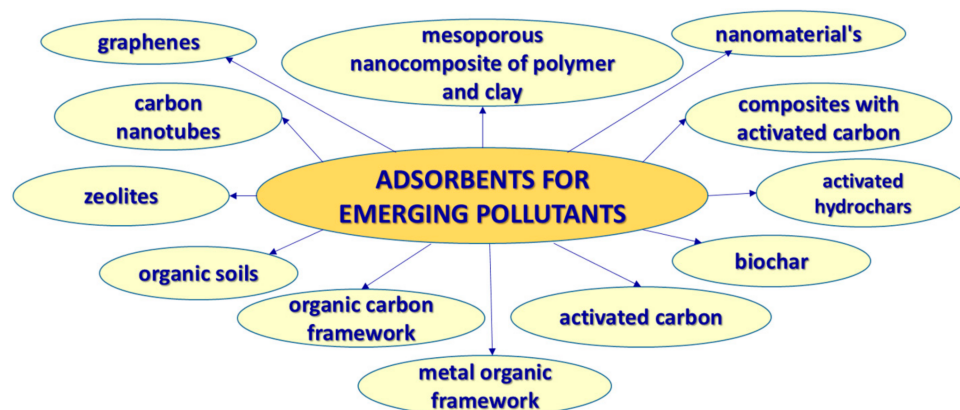 graphenes
mesoporous
nanocomposite of polymer
and clay
nanomaterial's
carbon
nanotubes
composites with
activated carbon
ADSORBENTS FOR
EMERGING POLLUTANTS
zeolites
activated
hydrochars
organic soils
biochar
organic carbon
framework
activated carbon
metal organic
framework